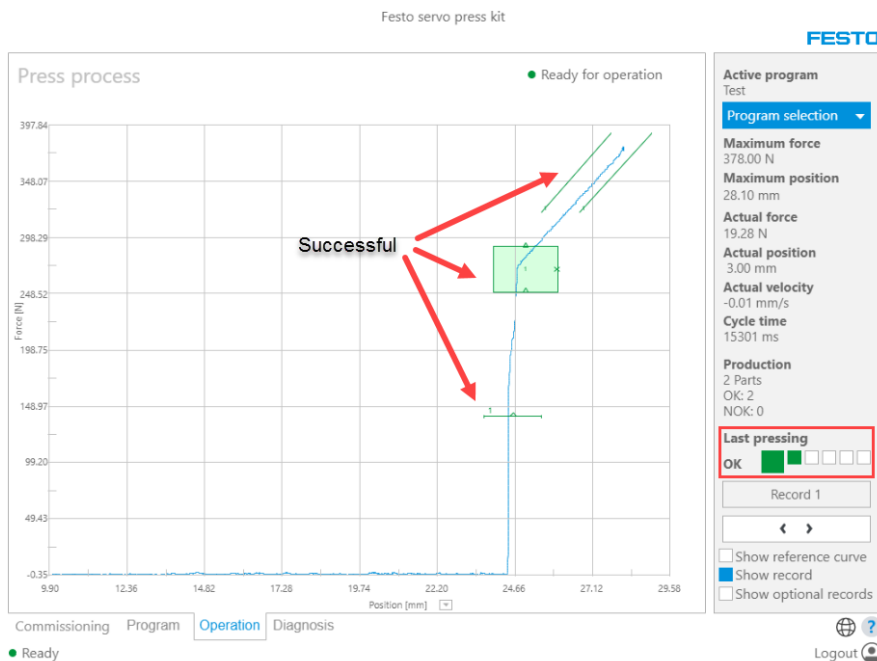 Festo servo press kit
FESTO
Press process
Ready for operation
397.84
348.07
298.29
248.52
198.75
148.97
99.20
49.43
-0.35
Force [N]
9.90
12.36
14.82
17.28
19.74
22.20
24.66
27.12
29.58
Position [mm]
Successful
1
1
Active program
Test
Program selection
Maximum force
378.00 N
Maximum position
28.10 mm
Actual force
19.28 N
Actual position
3.00 mm
Actual velocity
-0.01 mm/s
Cycle time
15301 ms
Production
2 Parts
OK: 2
NOK: 0
Last pressing
OK
Record 1
Show reference curve
Show record
Show optional records
Commissioning Program Operation Diagnosis
?
Ready
Logout